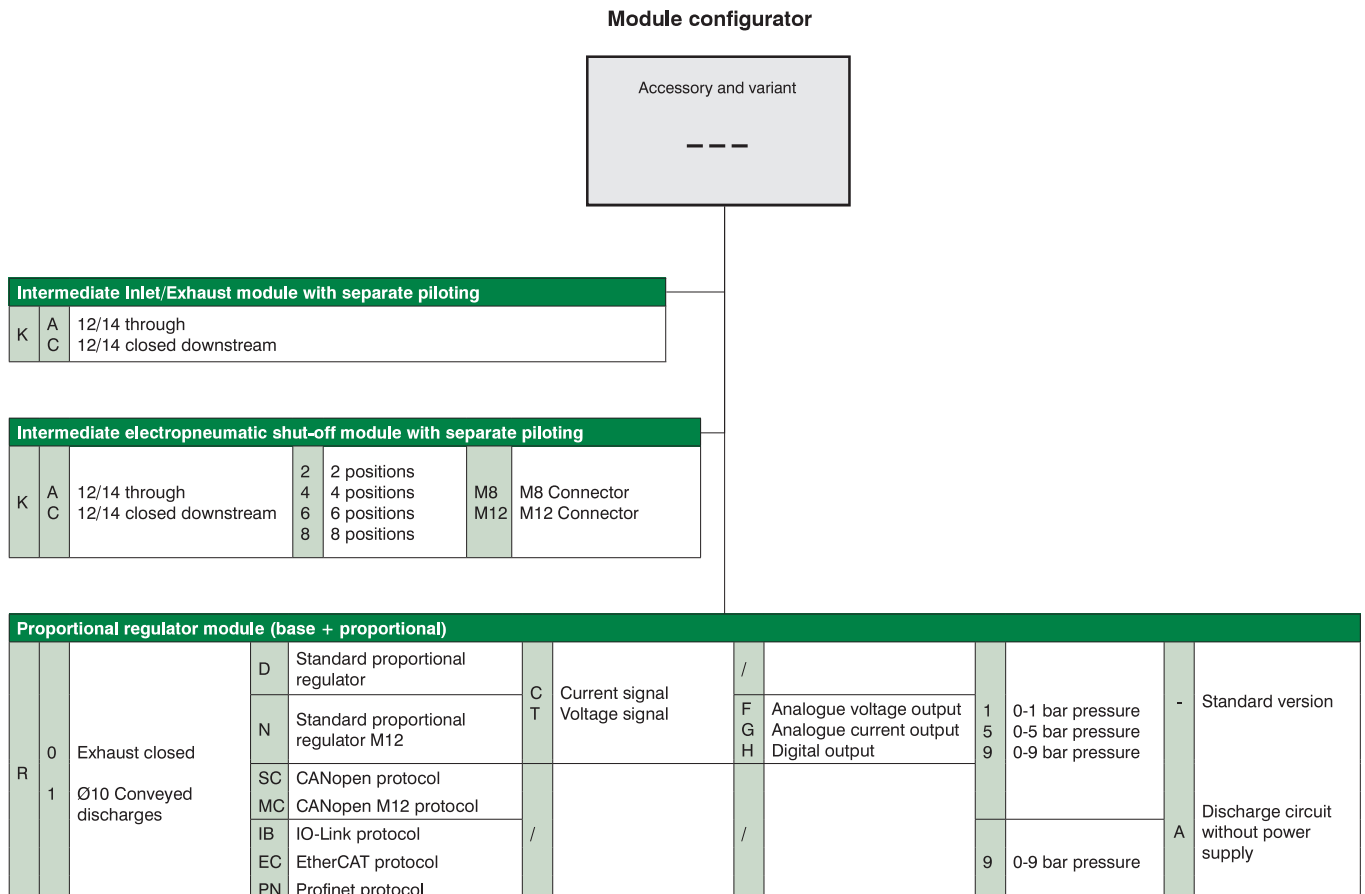 Module configurator
Accessory and variant
___
Intermediate Inlet/Exhaust module with separate piloting
K
A 12/14 through
C 12/14 closed downstream
Intermediate electropneumatic shut-off module with separate piloting
K
A 12/14 through
C 12/14 closed downstream
2 2 positions
4 4 positions
6 6 positions
8 8 positions
M8 M8 Connector
M12 M12 Connector
Proportional regulator module (base + proportional)
R
0 Exhaust closed
1 Ø10 Conveyed
discharges
D Standard proportional
regulator
N Standard proportional
regulator M12
SC CANopen protocol
MC CANopen M12 protocol
IB IO-Link protocol
EC EtherCAT protocol
PN Profinet protocol
C Current signal
T Voltage signal
/
/
F Analogue voltage output
G Analogue current output
H Digital output
/
1 0-1 bar pressure
5 0-5 bar pressure
9 0-9 bar pressure
9 0-9 bar pressure
- Standard version
A Discharge circuit
without power
supply